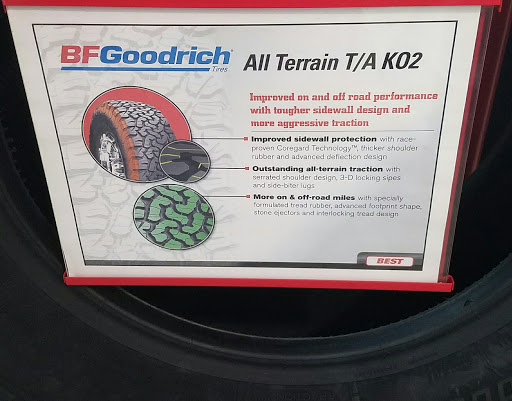 BFGoodrich
Tires
All Terrain T/A KO2
Improved on and off road performance
with tougher sidewall design and
more aggressive traction
Improved sidewall protection with race-
proven Coregard Technology™, thicker shoulder
rubber and advanced deflection design
Outstanding all-terrain traction with
serrated shoulder design, 3-D locking sipes
and side-biter lugs
More on & off-road miles with specially
formulated tread rubber, advanced footprint shape,
stone ejectors and interlocking tread design
BEST